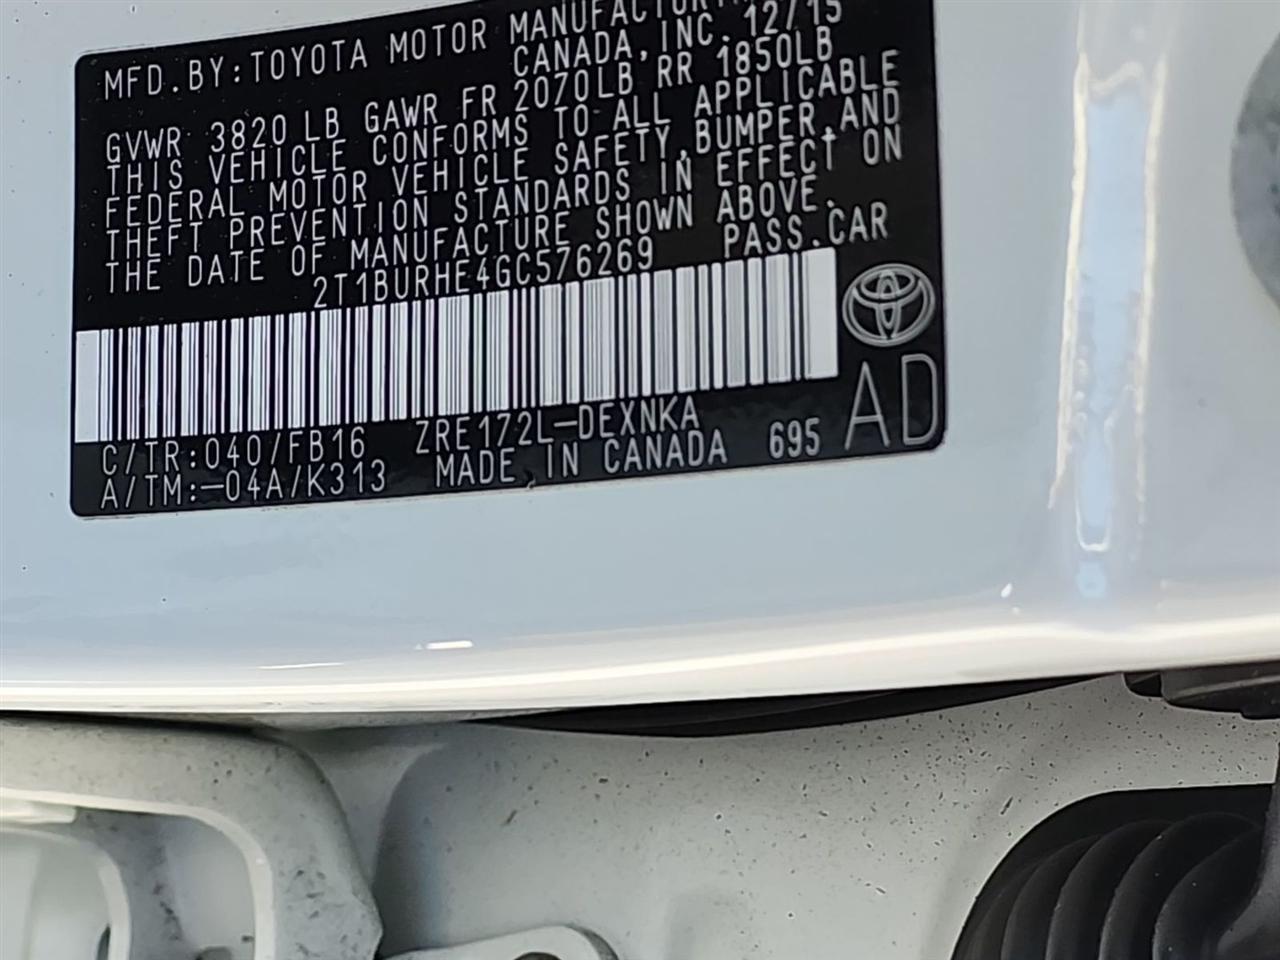 MFD.BY:TOYOTA MOTOR MANUFACTURING
CANADA,INC. 12/15
GVWR 3820 LB GAWR FR 2070LB RR 1850LB
THIS VEHICLE CONFORMS TO ALL APPLICABLE
FEDERAL MOTOR VEHICLE SAFETY,BUMPER,AND
THEFT PREVENTION STANDARDS IN EFFECT ON
THE DATE OF MANUFACTURE SHOWN ABOVE.
2T1BURHE4GC576269 PASS.CAR
C/TR:040/FB16 ZRE172L-DEXNKA
A/TM:-04A/K313 MADE IN CANADA 695 AD